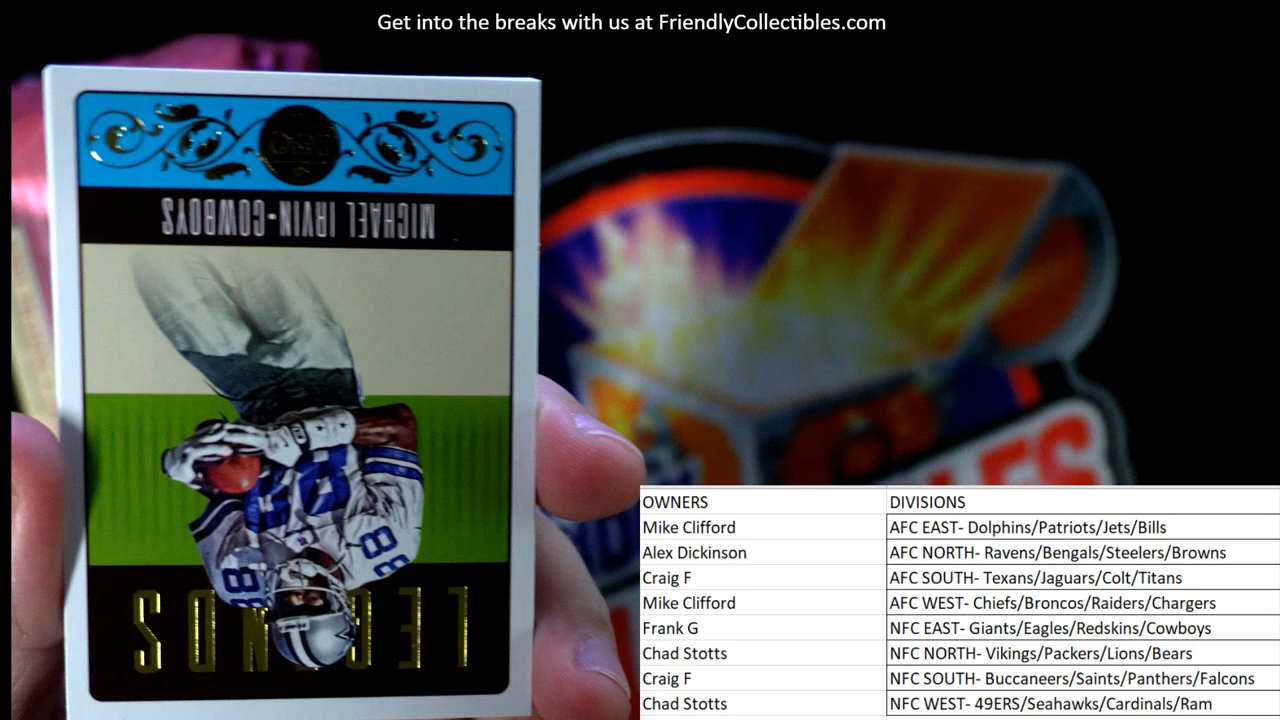 Get into the breaks with us at FriendlyCollectibles.com
LEGENDS
88
88
MICHAEL IRVIN•COWBOYS
OWNERS DIVISIONS
Mike Clifford AFC EAST- Dolphins/Patriots/Jets/Bills
Alex Dickinson AFC NORTH- Ravens/Bengals/Steelers/Browns
Craig F AFC SOUTH- Texans/Jaguars/Colt/Titans
Mike Clifford AFC WEST- Chiefs/Broncos/Raiders/Chargers
Frank G NFC EAST- Giants/Eagles/Redskins/Cowboys
Chad Stotts NFC NORTH- Vikings/Packers/Lions/Bears
Craig F NFC SOUTH- Buccaneers/Saints/Panthers/Falcons
Chad Stotts NFC WEST- 49ERS/Seahawks/Cardinals/Ram